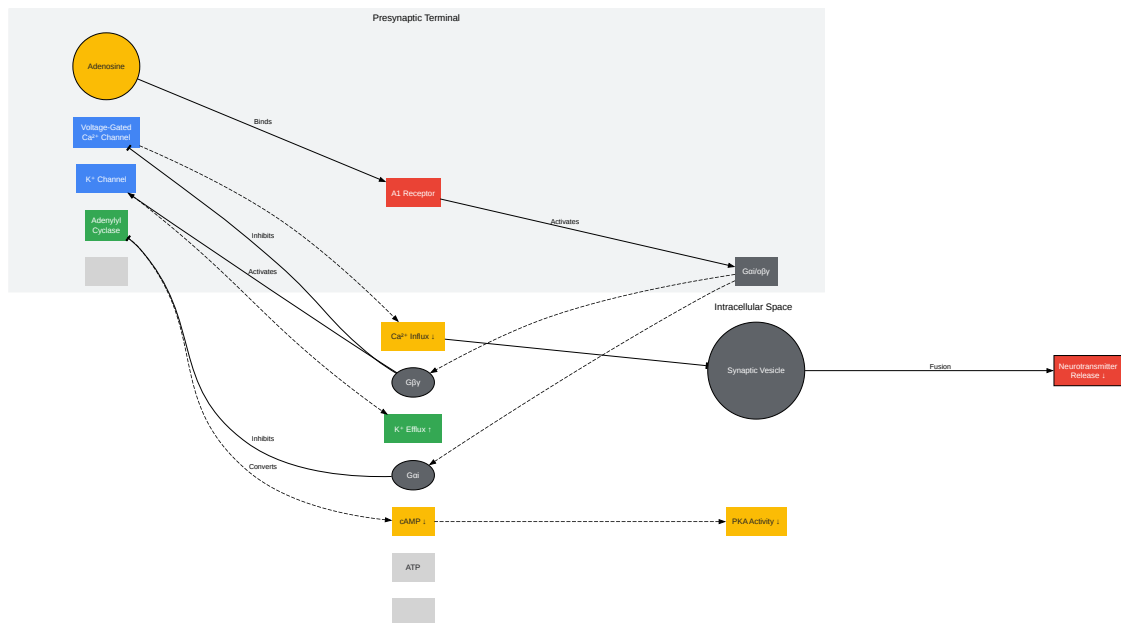 Presynaptic Terminal
Adenosine
Binds
Voltage-Gated
Ca²⁺ Channel
K⁺ Channel
A1 Receptor
Activates
Adenylyl
Cyclase
Inhibits
Activates
Gαi/αβγ
Intracellular Space
Ca²⁺ Influx ↓
Synaptic Vesicle
Fusion
Neurotransmitter
Release ↓
Gβγ
K⁺ Efflux ↑
Inhibits
Converts
Gαi
cAMP ↓
PKA Activity ↓
ATP